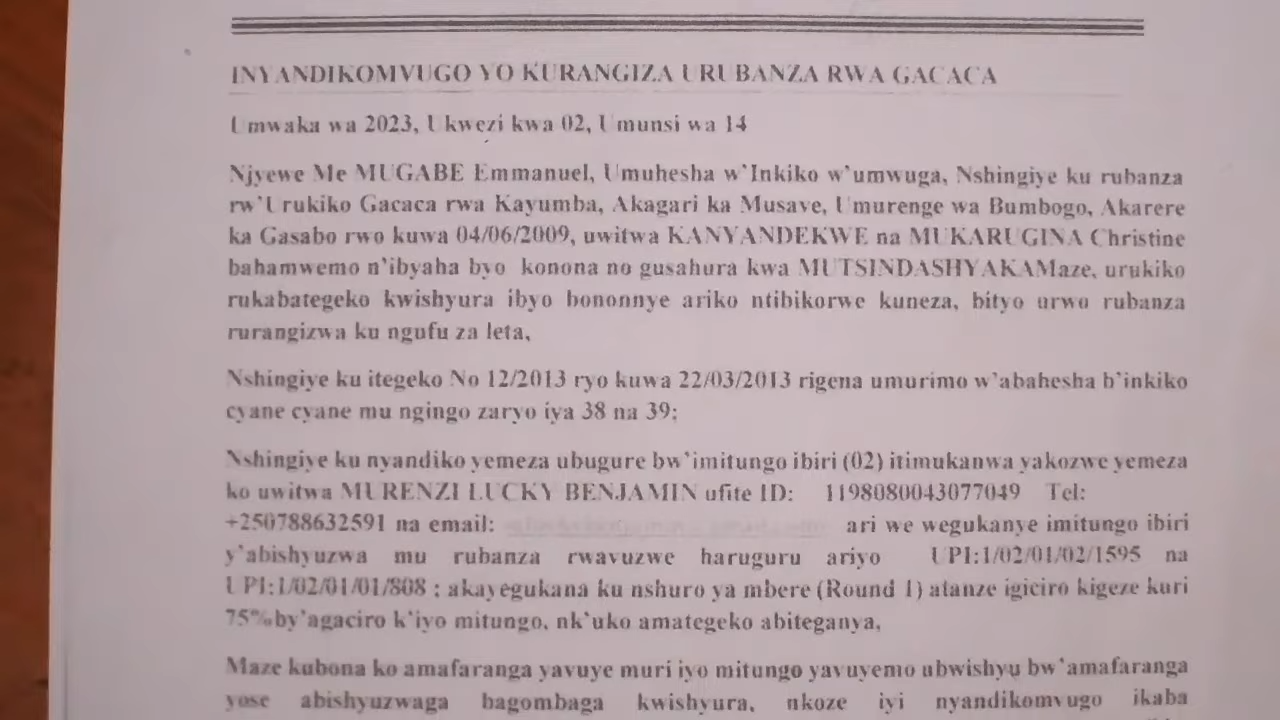 INYANDIKOMVUGO YO KURANGIZA URUBANZA RWA GACACA
Umwaka wa 2023, Ukwezi kwa 02, Umunsi wa 14
Njyewe Me MUGABE Emmanuel, Umuhesha w'Inkiko w'umwuga, Nshingiye ku rubanza
rw'Urukiko Gacaca rwa Kayumba, Akagari ka Musave, Umurenge wa Bumbogo, Akarere
ka Gasabo rwo kuwa 04/06/2009, uwitwa KANYANDEKWE na MUKARUGINA Christine
bahamwemo n'ibyaha byo konona no gusahura kwa MUTSINDASHYAKAMaze, urukiko
rukabategeko kwishyura ibyo bononnye ariko ntibikorwe kuneza, bityo urwo rubanza
rurangizwa ku ngufu za leta,
Nshingiye ku itegeko No 12/2013 ryo kuwa 22/03/2013 rigena umurimo w'abahesha b'inkiko
cyane cyane mu ngingo zaryo iya 38 na 39;
Nshingiye ku nyandiko yemeza ubugure bw'imitungo ibiri (02) itimukanwa yakozwe yemeza
ko uwitwa MURENZI LUCKY BENJAMIN ufite ID: 1198080043077049 Tel:
+250788632591 na email: ari we wegukanye imitungo ibiri
y'abishyuzwa mu rubanza rwavuzwe haruguru ariyo UPI:1/02/01/02/1595 na
UPI:1/02/01/01/808 ; akayegukana ku nshuro ya mbere (Round 1) atanze igiciro kigeze kuri
75%by'agaciro k'iyo mitungo, nk'uko amategeko abiteganya,
Maze kubona ko amafaranga yavuye muri iyo mitungo yavuyemo ubwishyu bw'amafaranga
yose abishyuzwaga bagombaga kwishyura, nkoze iyi nyandikomvugo ikaba